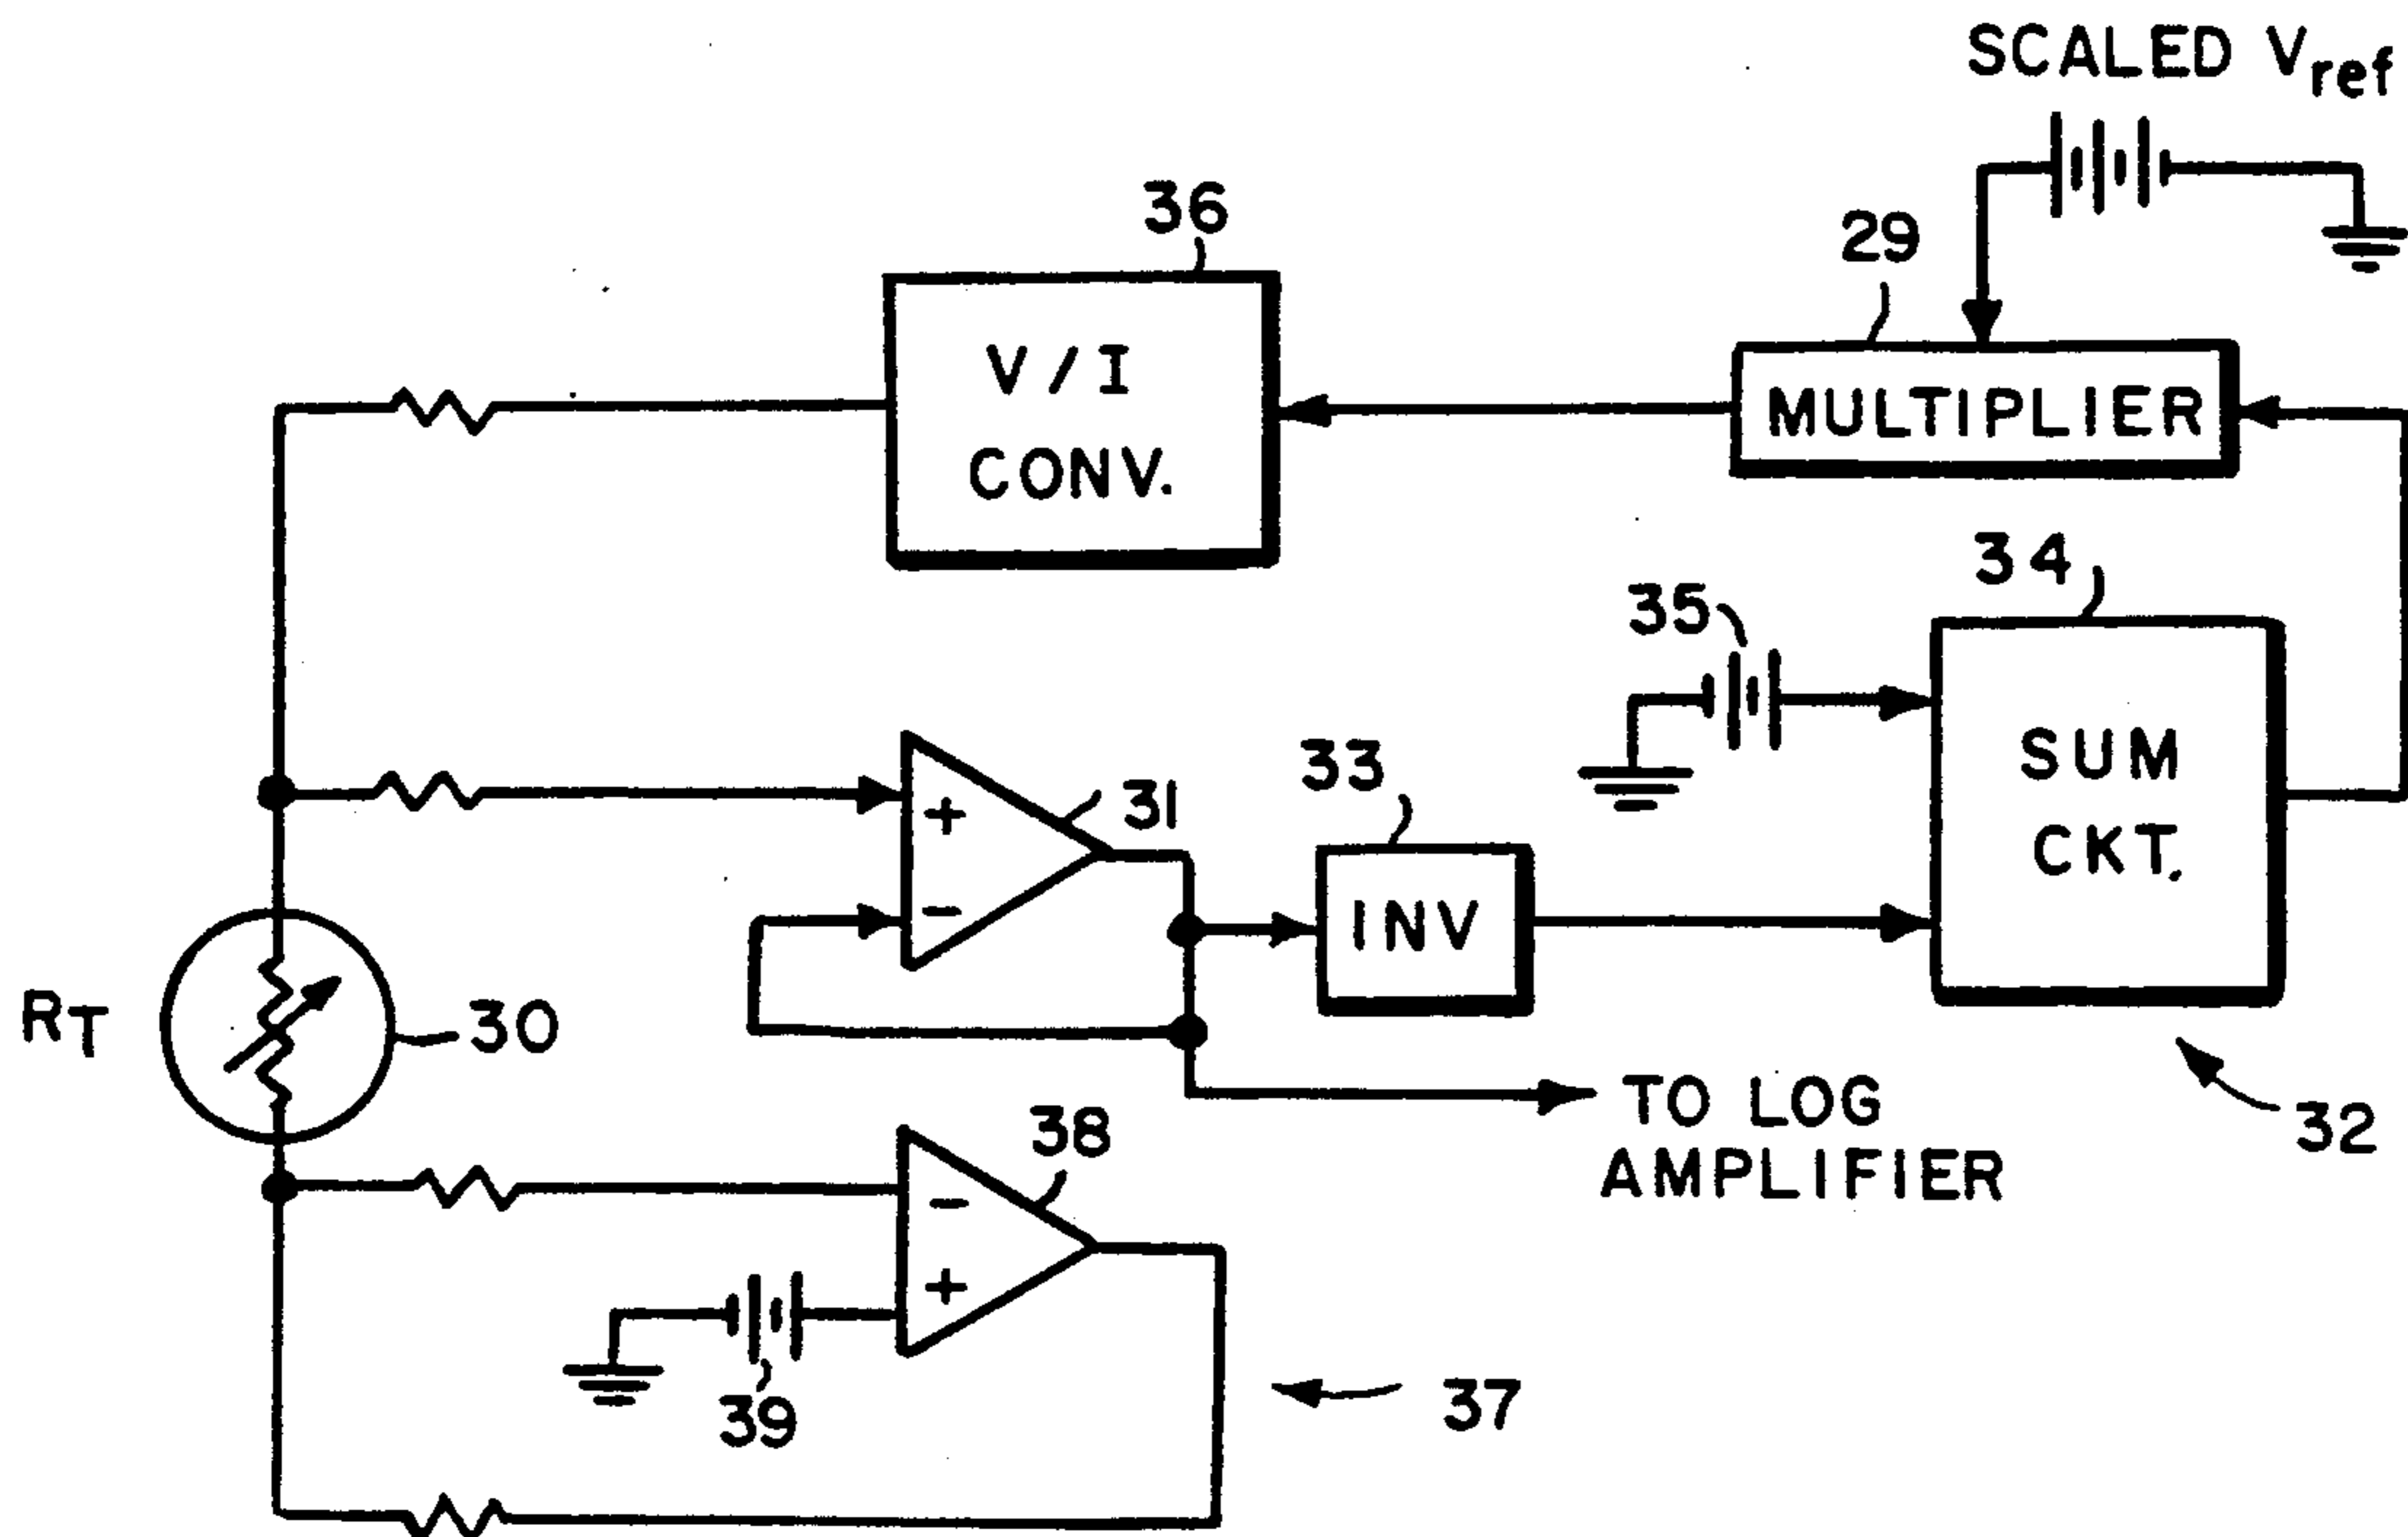 SCALED Vref
36
29
V / I
CONV.
MULTIPLIER
34
35
SUM
CKT.
33
31
+
−
INV
RT
30
TO LOG
AMPLIFIER
32
38
−
+
39
37